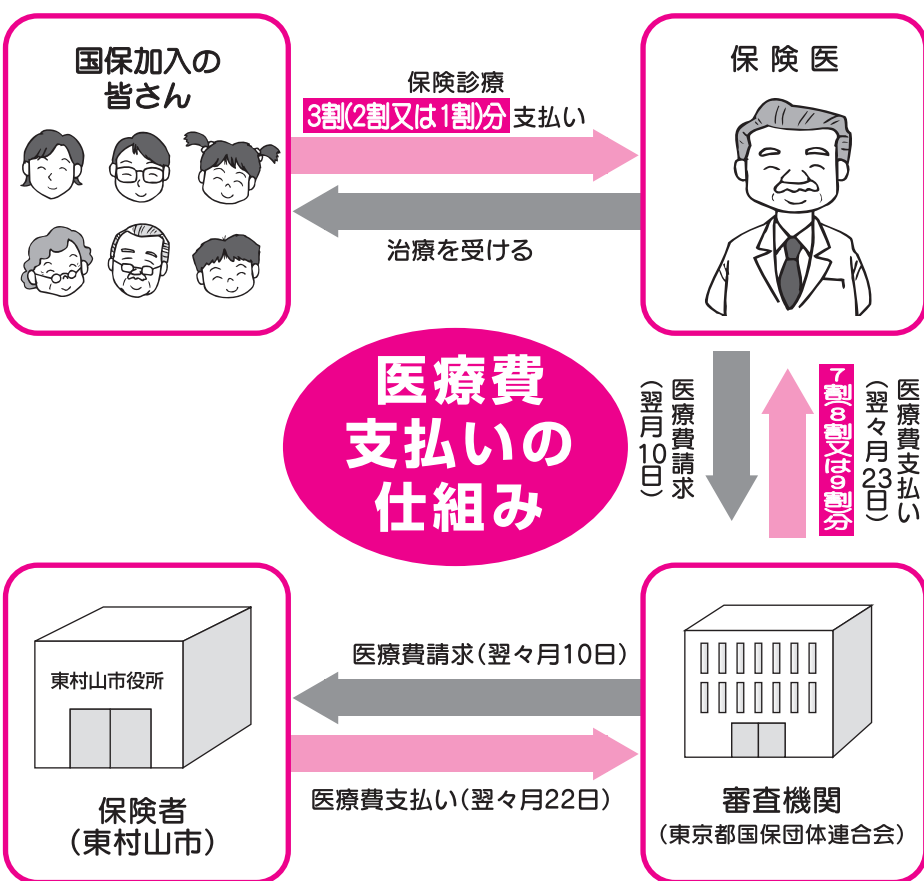 国保加入の
皆さん
保険診療
3割(2割又は1割)分 支払い
治療を受ける
保険医
医療費
支払いの
仕組み
医療費請求
(翌月10日)
7割(8割又は9割)分
医療費支払い
(翌々月23日)
東村山市役所
保険者
(東村山市)
医療費請求(翌々月10日)
医療費支払い(翌々月22日)
審査機関
(東京都国保団体連合会)